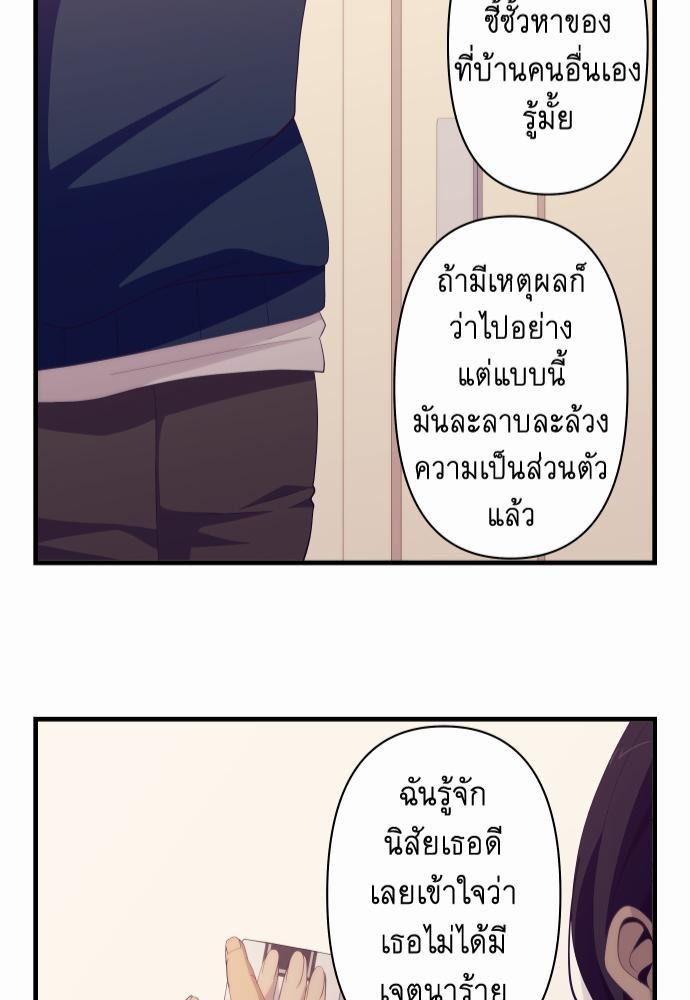 ซี้ซั้วหาของ
ที่บ้านคนอื่นเอง
รู้มั้ย
ถ้ามีเหตุผลก็
ว่าไปอย่าง
แต่แบบนี้
มันละลาบละล้วง
ความเป็นส่วนตัว
แล้ว
ฉันรู้จัก
นิสัยเธอดี
เลยเข้าใจว่า
เธอไม่ได้มี
เจตนาร้าย